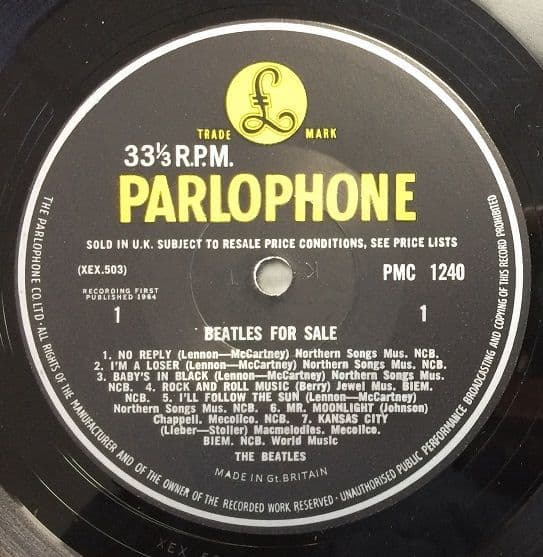 £
TRADE MARK
33⅓ R.P.M.
PARLOPHONE
SOLD IN U.K. SUBJECT TO RESALE PRICE CONDITIONS, SEE PRICE LISTS
(XEX.503) PMC 1240
RECORDING FIRST
PUBLISHED 1964
1 1
BEATLES FOR SALE
1. NO REPLY (Lennon—McCartney) Northern Songs Mus. NCB.
2. I'M A LOSER (Lennon—McCartney) Northern Songs Mus. NCB.
3. BABY'S IN BLACK (Lennon—McCartney) Northern Songs Mus.
NCB. 4. ROCK AND ROLL MUSIC (Berry) Jewel Mus. BIEM.
NCB. 5. I'LL FOLLOW THE SUN (Lennon—McCartney)
Northern Songs Mus. NCB. 6. MR. MOONLIGHT (Johnson)
Chappell. Mecolico. NCB. 7. KANSAS CITY
(Lieber—Stoller) Macmelodies, Mecolico.
BIEM. NCB. World Music
THE BEATLES
MADE IN Gt. BRITAIN
THE PARLOPHONE CO. LTD · ALL RIGHTS OF THE MANUFACTURER AND OF THE OWNER OF THE RECORDED WORK RESERVED · UNAUTHORISED PUBLIC PERFORMANCE BROADCASTING AND COPYING OF THIS RECORD PROHIBITED
XEX